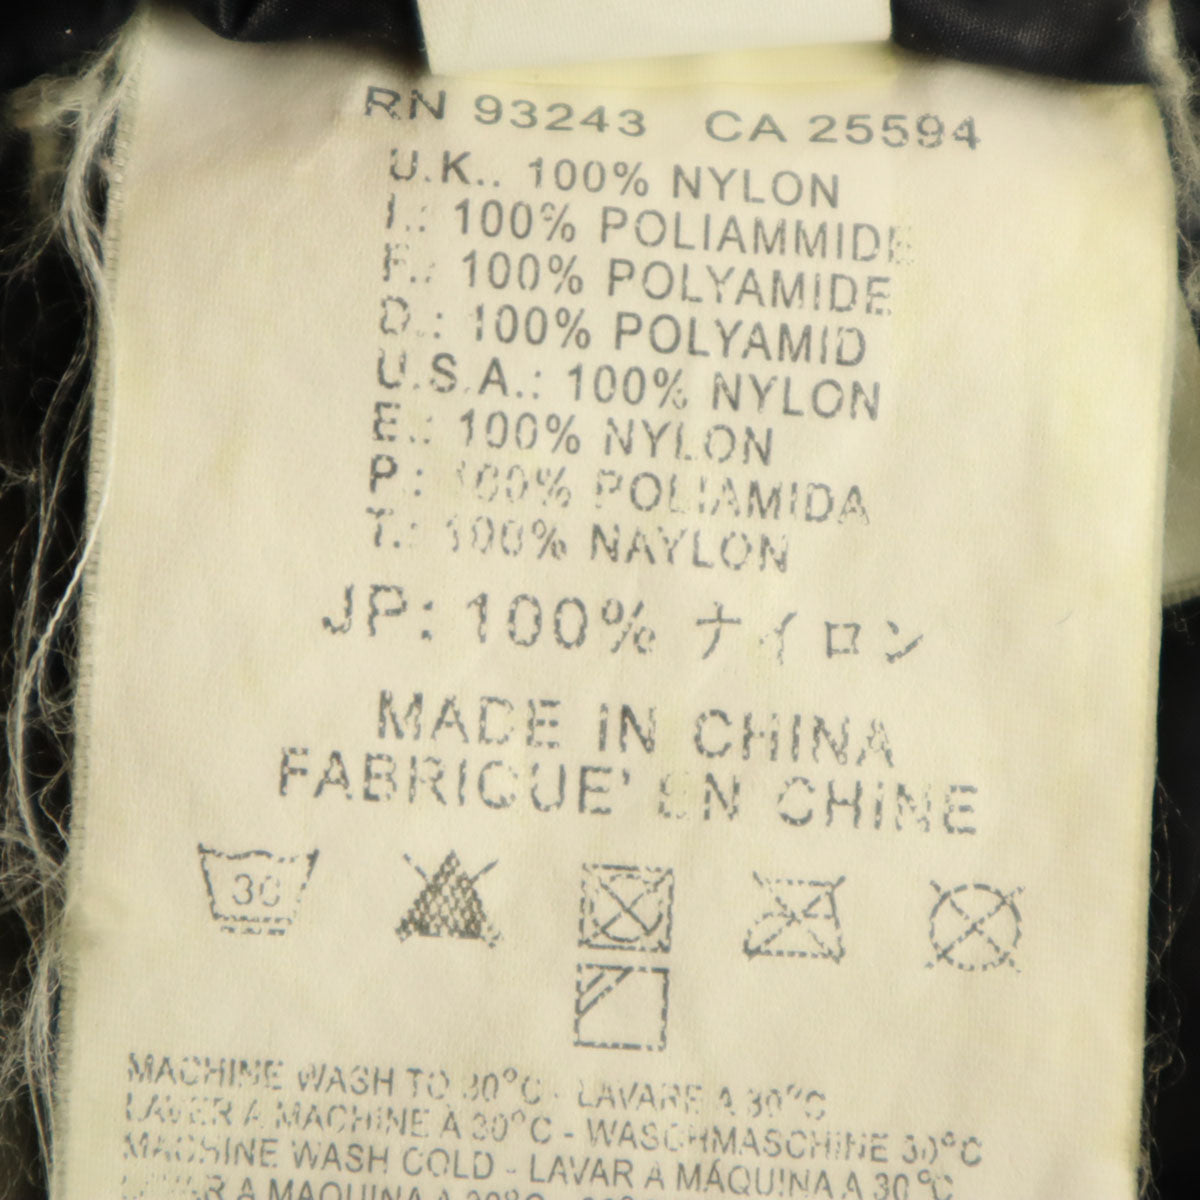 RN 93243 CA 25594
U.K.. 100% NYLON
I.: 100% POLIAMMIDE
F.: 100% POLYAMIDE
D.: 100% POLYAMID
U.S.A.: 100% NYLON
E.: 100% NYLON
P.: 100% POLIAMIDA
T.: 100% NAYLON
JP: 100% ナイロン
MADE IN CHINA
FABRIQUE' EN CHINE
30
MACHINE WASH TO 30°C - LAVARE A 30°C
LAVER A MACHINE À 30°C - WASCHMASCHINE 30°C
MACHINE WASH COLD - LAVAR A MÁQUINA A 30°C
A MAQUINA A 30°C